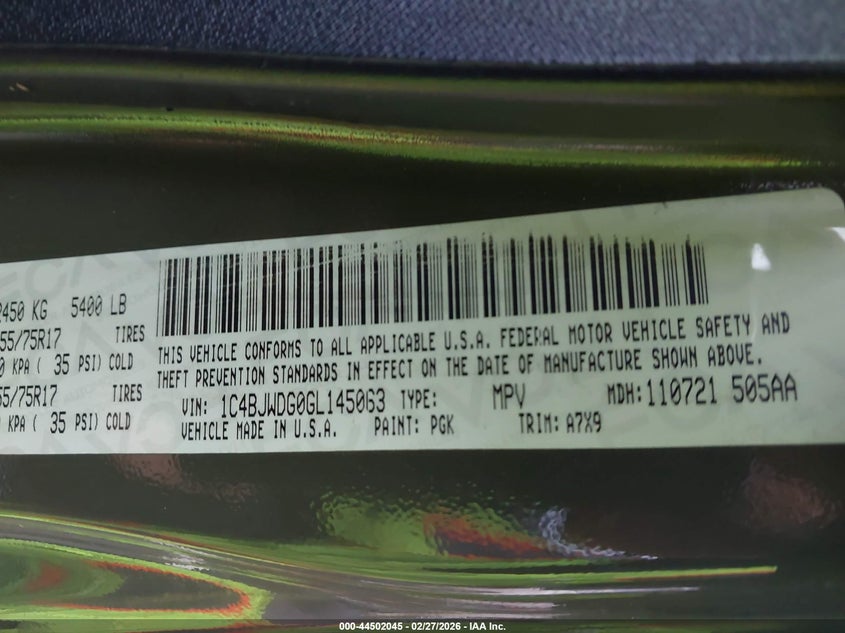 2450 KG 5400 LB
55/75R17 TIRES
0 KPA ( 35 PSI) COLD
55/75R17 TIRES
KPA ( 35 PSI) COLD
THIS VEHICLE CONFORMS TO ALL APPLICABLE U.S.A. FEDERAL MOTOR VEHICLE SAFETY AND
THEFT PREVENTION STANDARDS IN EFFECT ON THE DATE OF MANUFACTURE SHOWN ABOVE.
VIN: 1C4BJWDG0GL145063 TYPE: MPV MDH: 110721 505AA
VEHICLE MADE IN U.S.A. PAINT: PGK TRIM: A7X9
000-44502045 - 02/27/2026 - IAA Inc.